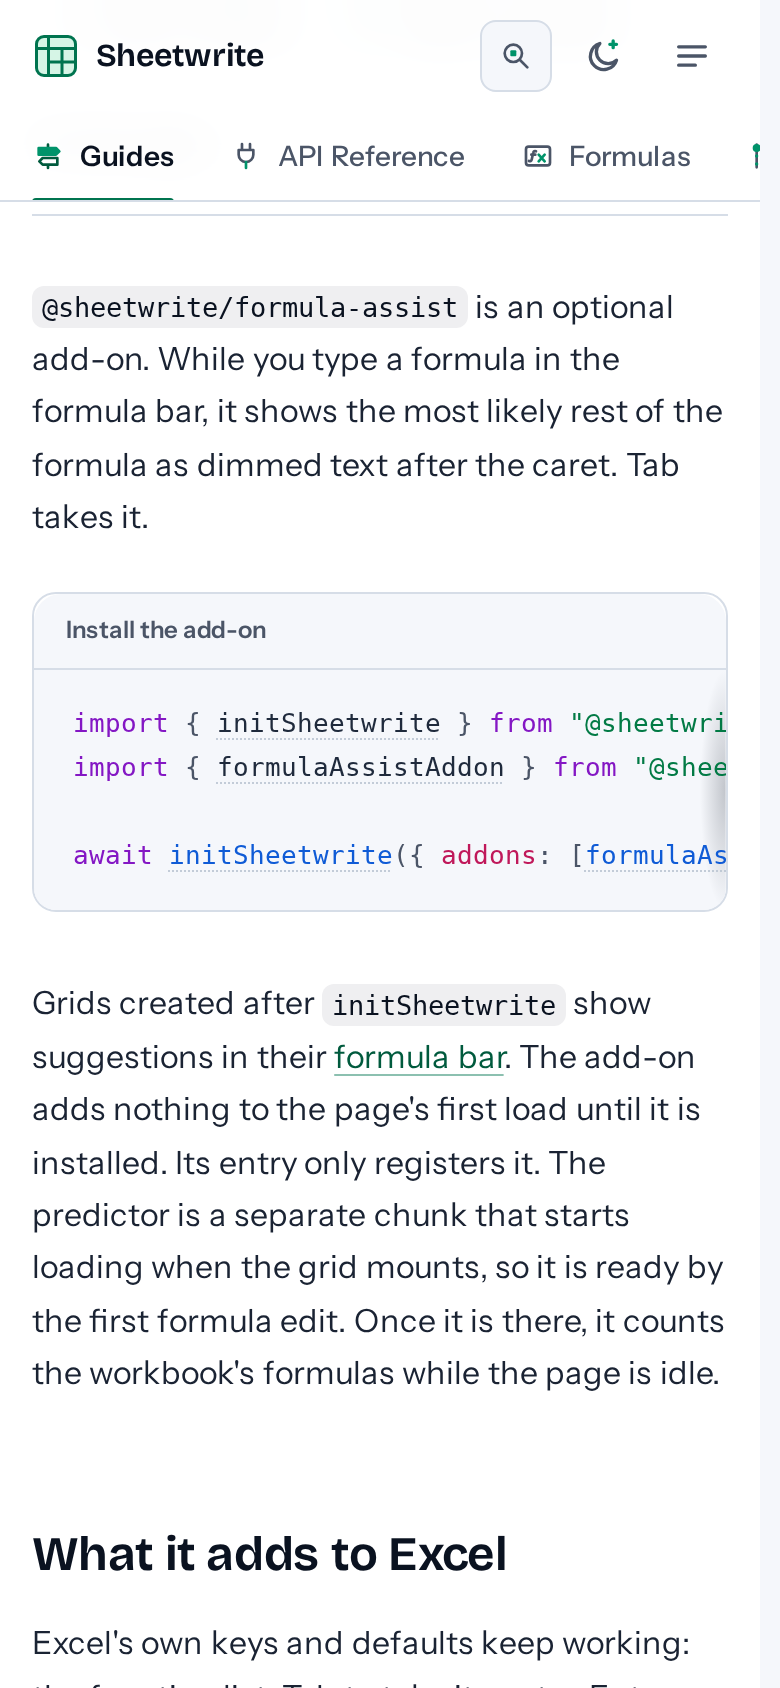 Sheetwrite
Guides
API Reference
Formulas
@sheetwrite/formula-assist is an optional
add-on. While you type a formula in the
formula bar, it shows the most likely rest of the
formula as dimmed text after the caret. Tab
takes it.
Install the add-on
import { initSheetwrite } from "@sheetwri
import { formulaAssistAddon } from "@shee
await initSheetwrite({ addons: [formulaAs
Grids created after initSheetwrite show
suggestions in their formula bar. The add-on
adds nothing to the page's first load until it is
installed. Its entry only registers it. The
predictor is a separate chunk that starts
loading when the grid mounts, so it is ready by
the first formula edit. Once it is there, it counts
the workbook's formulas while the page is idle.
What it adds to Excel
Excel's own keys and defaults keep working: